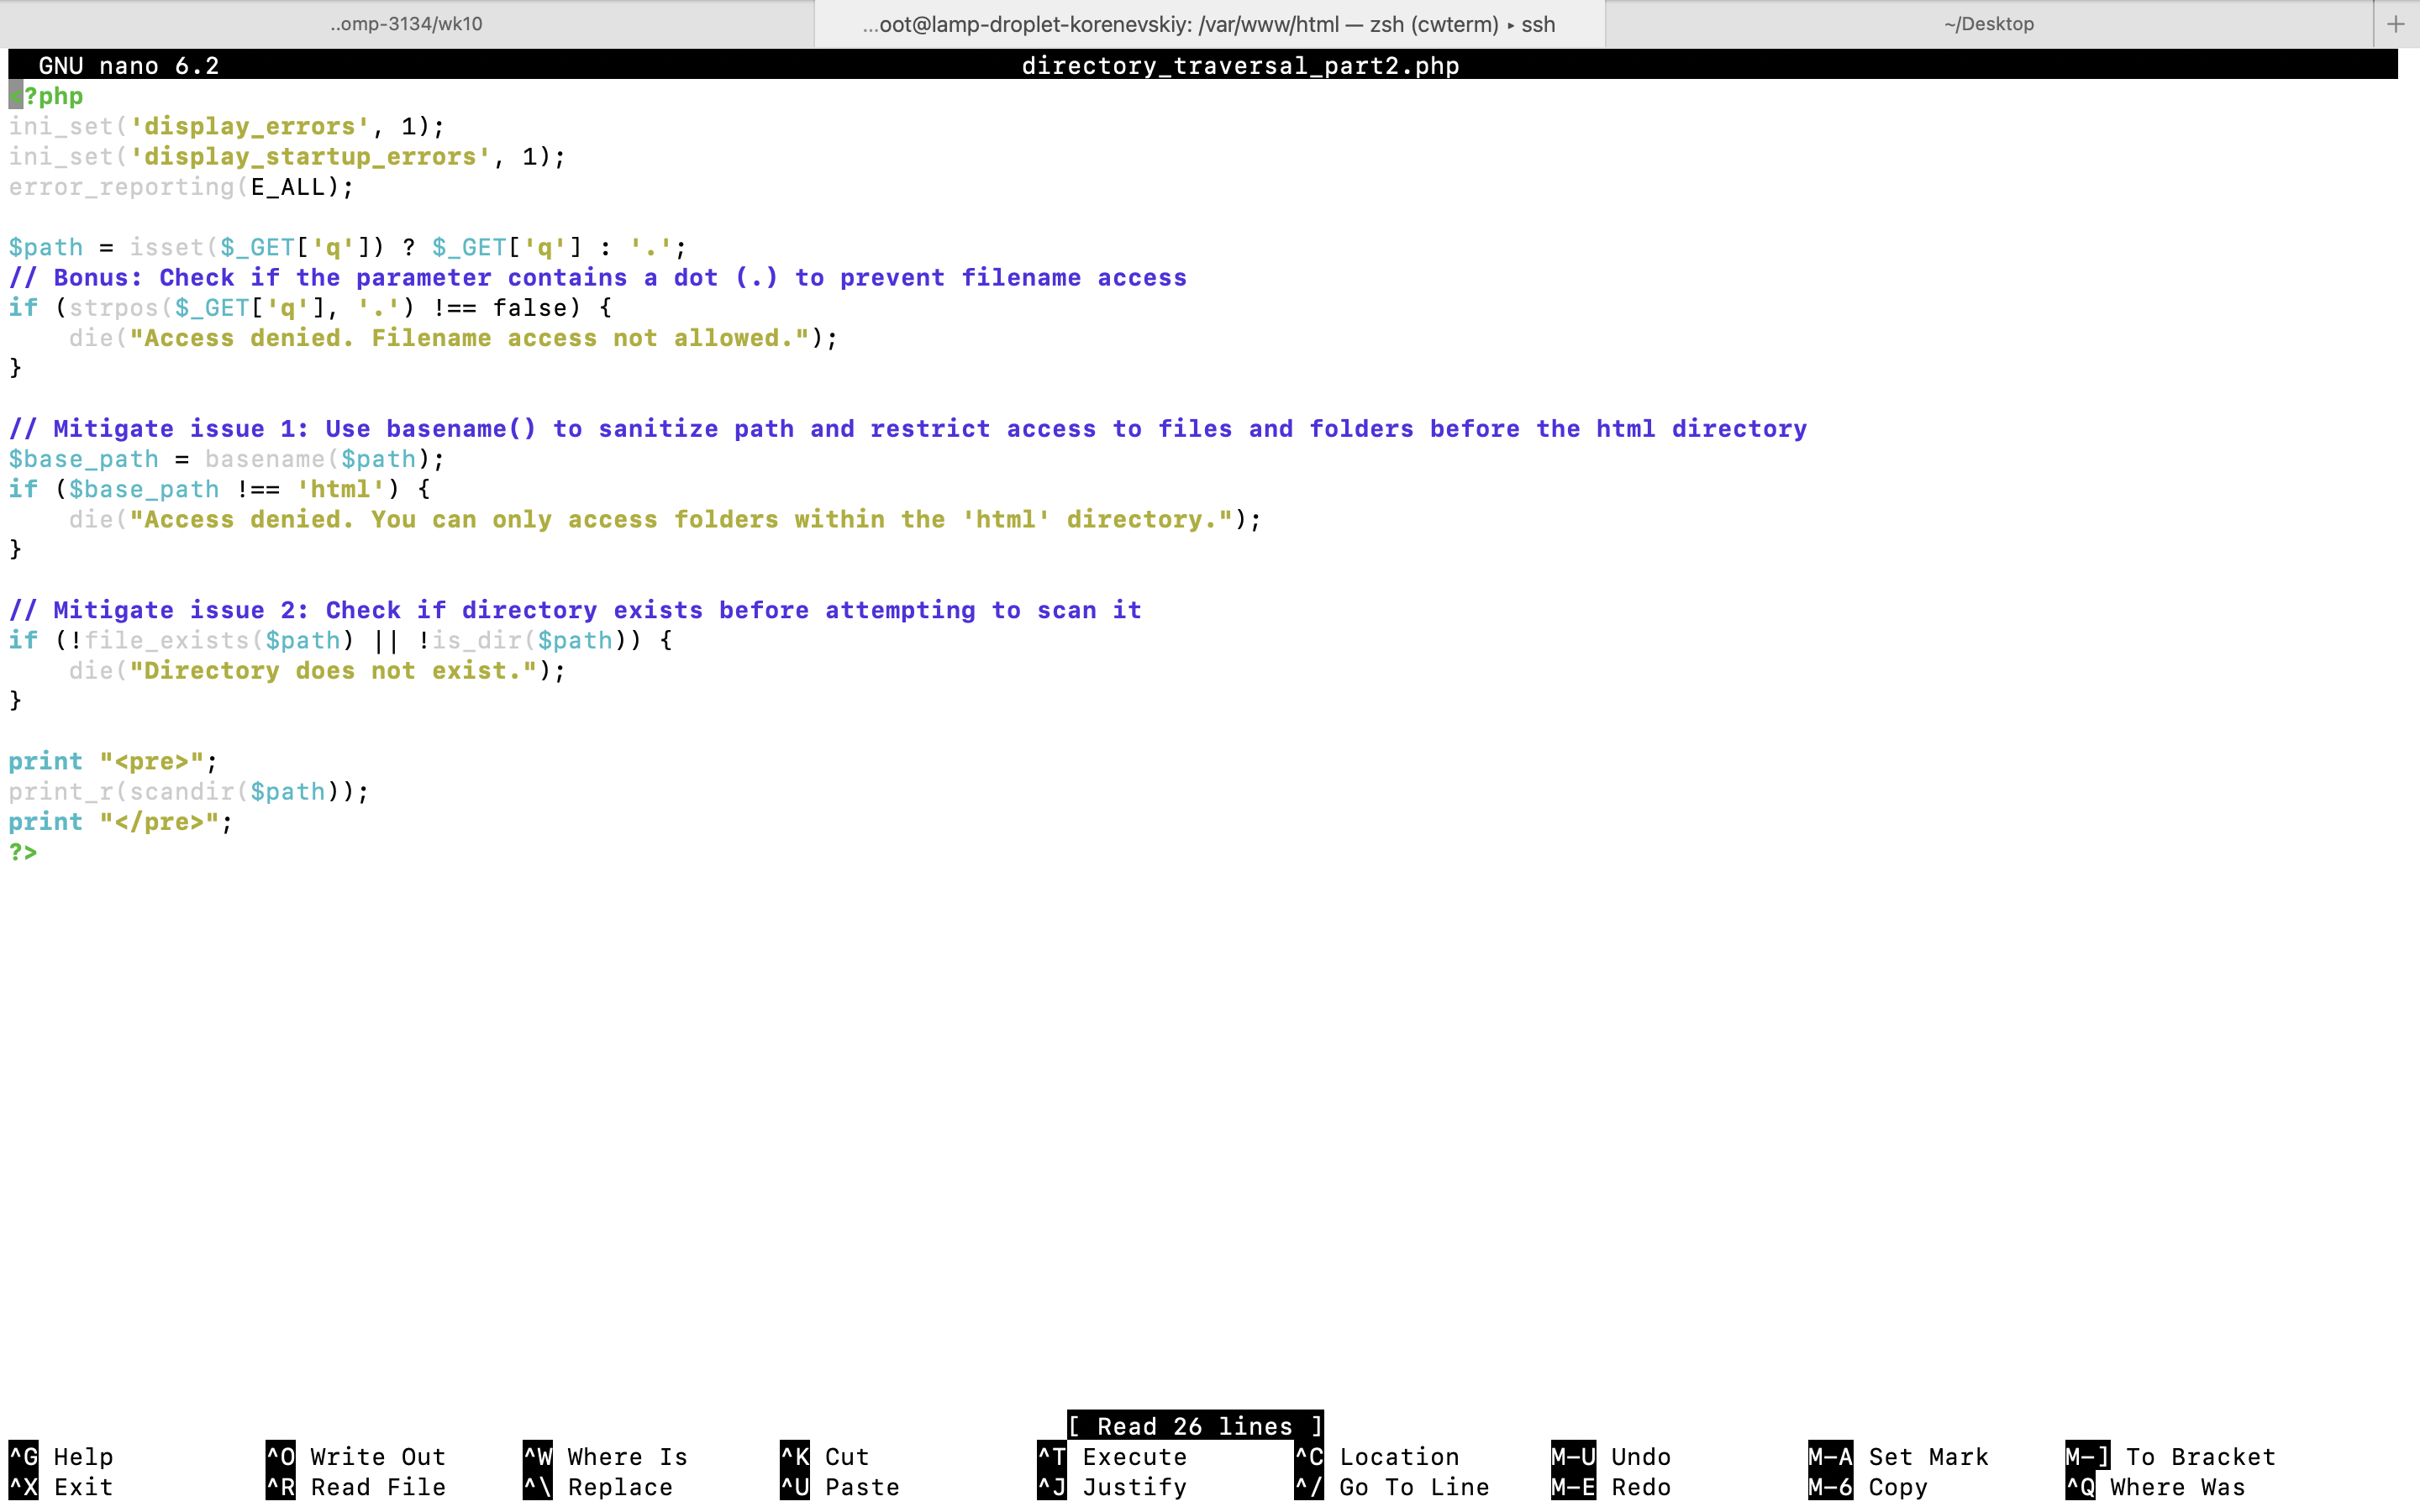 ..omp-3134/wk10
...oot@lamp-droplet-korenevskiy: /var/www/html — zsh (cwterm) ▸ ssh
~/Desktop
+
GNU nano 6.2 directory_traversal_part2.php
<?php
ini_set('display_errors', 1);
ini_set('display_startup_errors', 1);
error_reporting(E_ALL);

$path = isset($_GET['q']) ? $_GET['q'] : '.';
// Bonus: Check if the parameter contains a dot (.) to prevent filename access
if (strpos($_GET['q'], '.') !== false) {
    die("Access denied. Filename access not allowed.");
}

// Mitigate issue 1: Use basename() to sanitize path and restrict access to files and folders before the html directory
$base_path = basename($path);
if ($base_path !== 'html') {
    die("Access denied. You can only access folders within the 'html' directory.");
}

// Mitigate issue 2: Check if directory exists before attempting to scan it
if (!file_exists($path) || !is_dir($path)) {
    die("Directory does not exist.");
}

print "<pre>";
print_r(scandir($path));
print "</pre>";
?>
[ Read 26 lines ]
^G Help ^O Write Out ^W Where Is ^K Cut ^T Execute ^C Location M-U Undo M-A Set Mark M-] To Bracket
^X Exit ^R Read File ^\ Replace ^U Paste ^J Justify ^/ Go To Line M-E Redo M-6 Copy ^Q Where Was